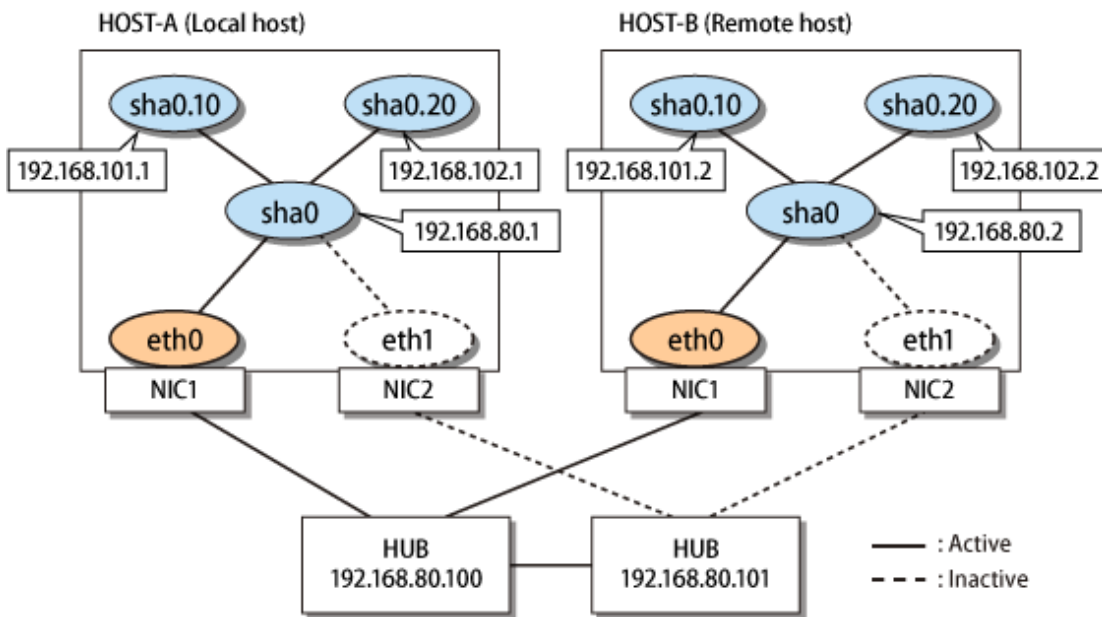 HOST-A (Local host)
HOST-B (Remote host)
sha0.10
sha0.20
sha0.10
sha0.20
192.168.101.1
192.168.102.1
192.168.101.2
192.168.102.2
sha0
sha0
192.168.80.1
192.168.80.2
eth0
eth1
eth0
eth1
NIC1
NIC2
NIC1
NIC2
HUB
192.168.80.100
HUB
192.168.80.101
: Active
: Inactive